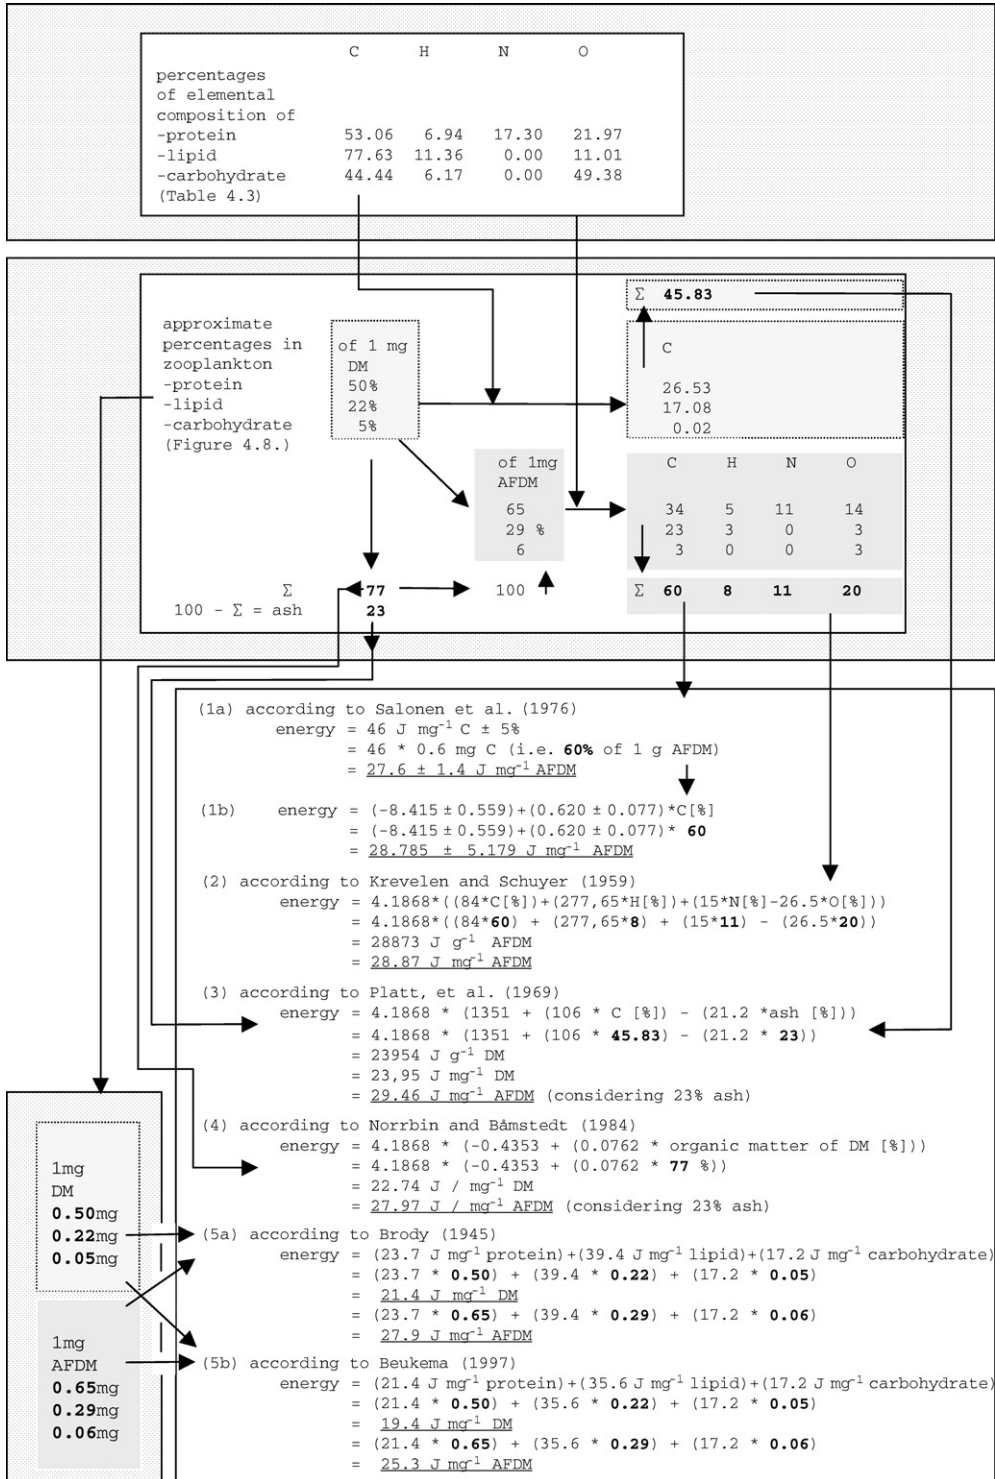 C H N O
percentages
of elemental
composition of
-protein 53.06 6.94 17.30 21.97
-lipid 77.63 11.36 0.00 11.01
-carbohydrate 44.44 6.17 0.00 49.38
(Table 4.3)
Σ 45.83
approximate
percentages in
zooplankton
-protein
-lipid
-carbohydrate
(Figure 4.8.)
of 1 mg
DM
50%
22%
5%
C
26.53
17.08
0.02
of 1mg
AFDM
65
29 %
6
C H N O
34 5 11 14
23 3 0 3
3 0 0 3
Σ 77 100 Σ 60 8 11 20
100 - Σ = ash 23
(1a) according to Salonen et al. (1976)
energy = 46 J mg⁻¹ C ± 5%
= 46 * 0.6 mg C (i.e. 60% of 1 g AFDM)
= 27.6 ± 1.4 J mg⁻¹ AFDM
(1b) energy = (-8.415 ± 0.559)+(0.620 ± 0.077)*C[%]
= (-8.415 ± 0.559)+(0.620 ± 0.077)* 60
= 28.785 ± 5.179 J mg⁻¹ AFDM
(2) according to Krevelen and Schuyer (1959)
energy = 4.1868*((84*C[%])+(277,65*H[%])+(15*N[%]-26.5*O[%]))
= 4.1868*((84*60) + (277,65*8) + (15*11) - (26.5*20))
= 28873 J g⁻¹ AFDM
= 28.87 J mg⁻¹ AFDM
(3) according to Platt, et al. (1969)
energy = 4.1868 * (1351 + (106 * C [%]) - (21.2 *ash [%]))
= 4.1868 * (1351 + (106 * 45.83) - (21.2 * 23))
= 23954 J g⁻¹ DM
= 23,95 J mg⁻¹ DM
= 29.46 J mg⁻¹ AFDM (considering 23% ash)
(4) according to Norrbin and Båmstedt (1984)
energy = 4.1868 * (-0.4353 + (0.0762 * organic matter of DM [%]))
= 4.1868 * (-0.4353 + (0.0762 * 77 %))
= 22.74 J / mg⁻¹ DM
= 27.97 J / mg⁻¹ AFDM (considering 23% ash)
1mg
DM
0.50mg
0.22mg
0.05mg
1mg
AFDM
0.65mg
0.29mg
0.06mg
(5a) according to Brody (1945)
energy = (23.7 J mg⁻¹ protein)+(39.4 J mg⁻¹ lipid)+(17.2 J mg⁻¹ carbohydrate)
= (23.7 * 0.50) + (39.4 * 0.22) + (17.2 * 0.05)
= 21.4 J mg⁻¹ DM
= (23.7 * 0.65) + (39.4 * 0.29) + (17.2 * 0.06)
= 27.9 J mg⁻¹ AFDM
(5b) according to Beukema (1997)
energy = (21.4 J mg⁻¹ protein)+(35.6 J mg⁻¹ lipid)+(17.2 J mg⁻¹ carbohydrate)
= (21.4 * 0.50) + (35.6 * 0.22) + (17.2 * 0.05)
= 19.4 J mg⁻¹ DM
= (21.4 * 0.65) + (35.6 * 0.29) + (17.2 * 0.06)
= 25.3 J mg⁻¹ AFDM